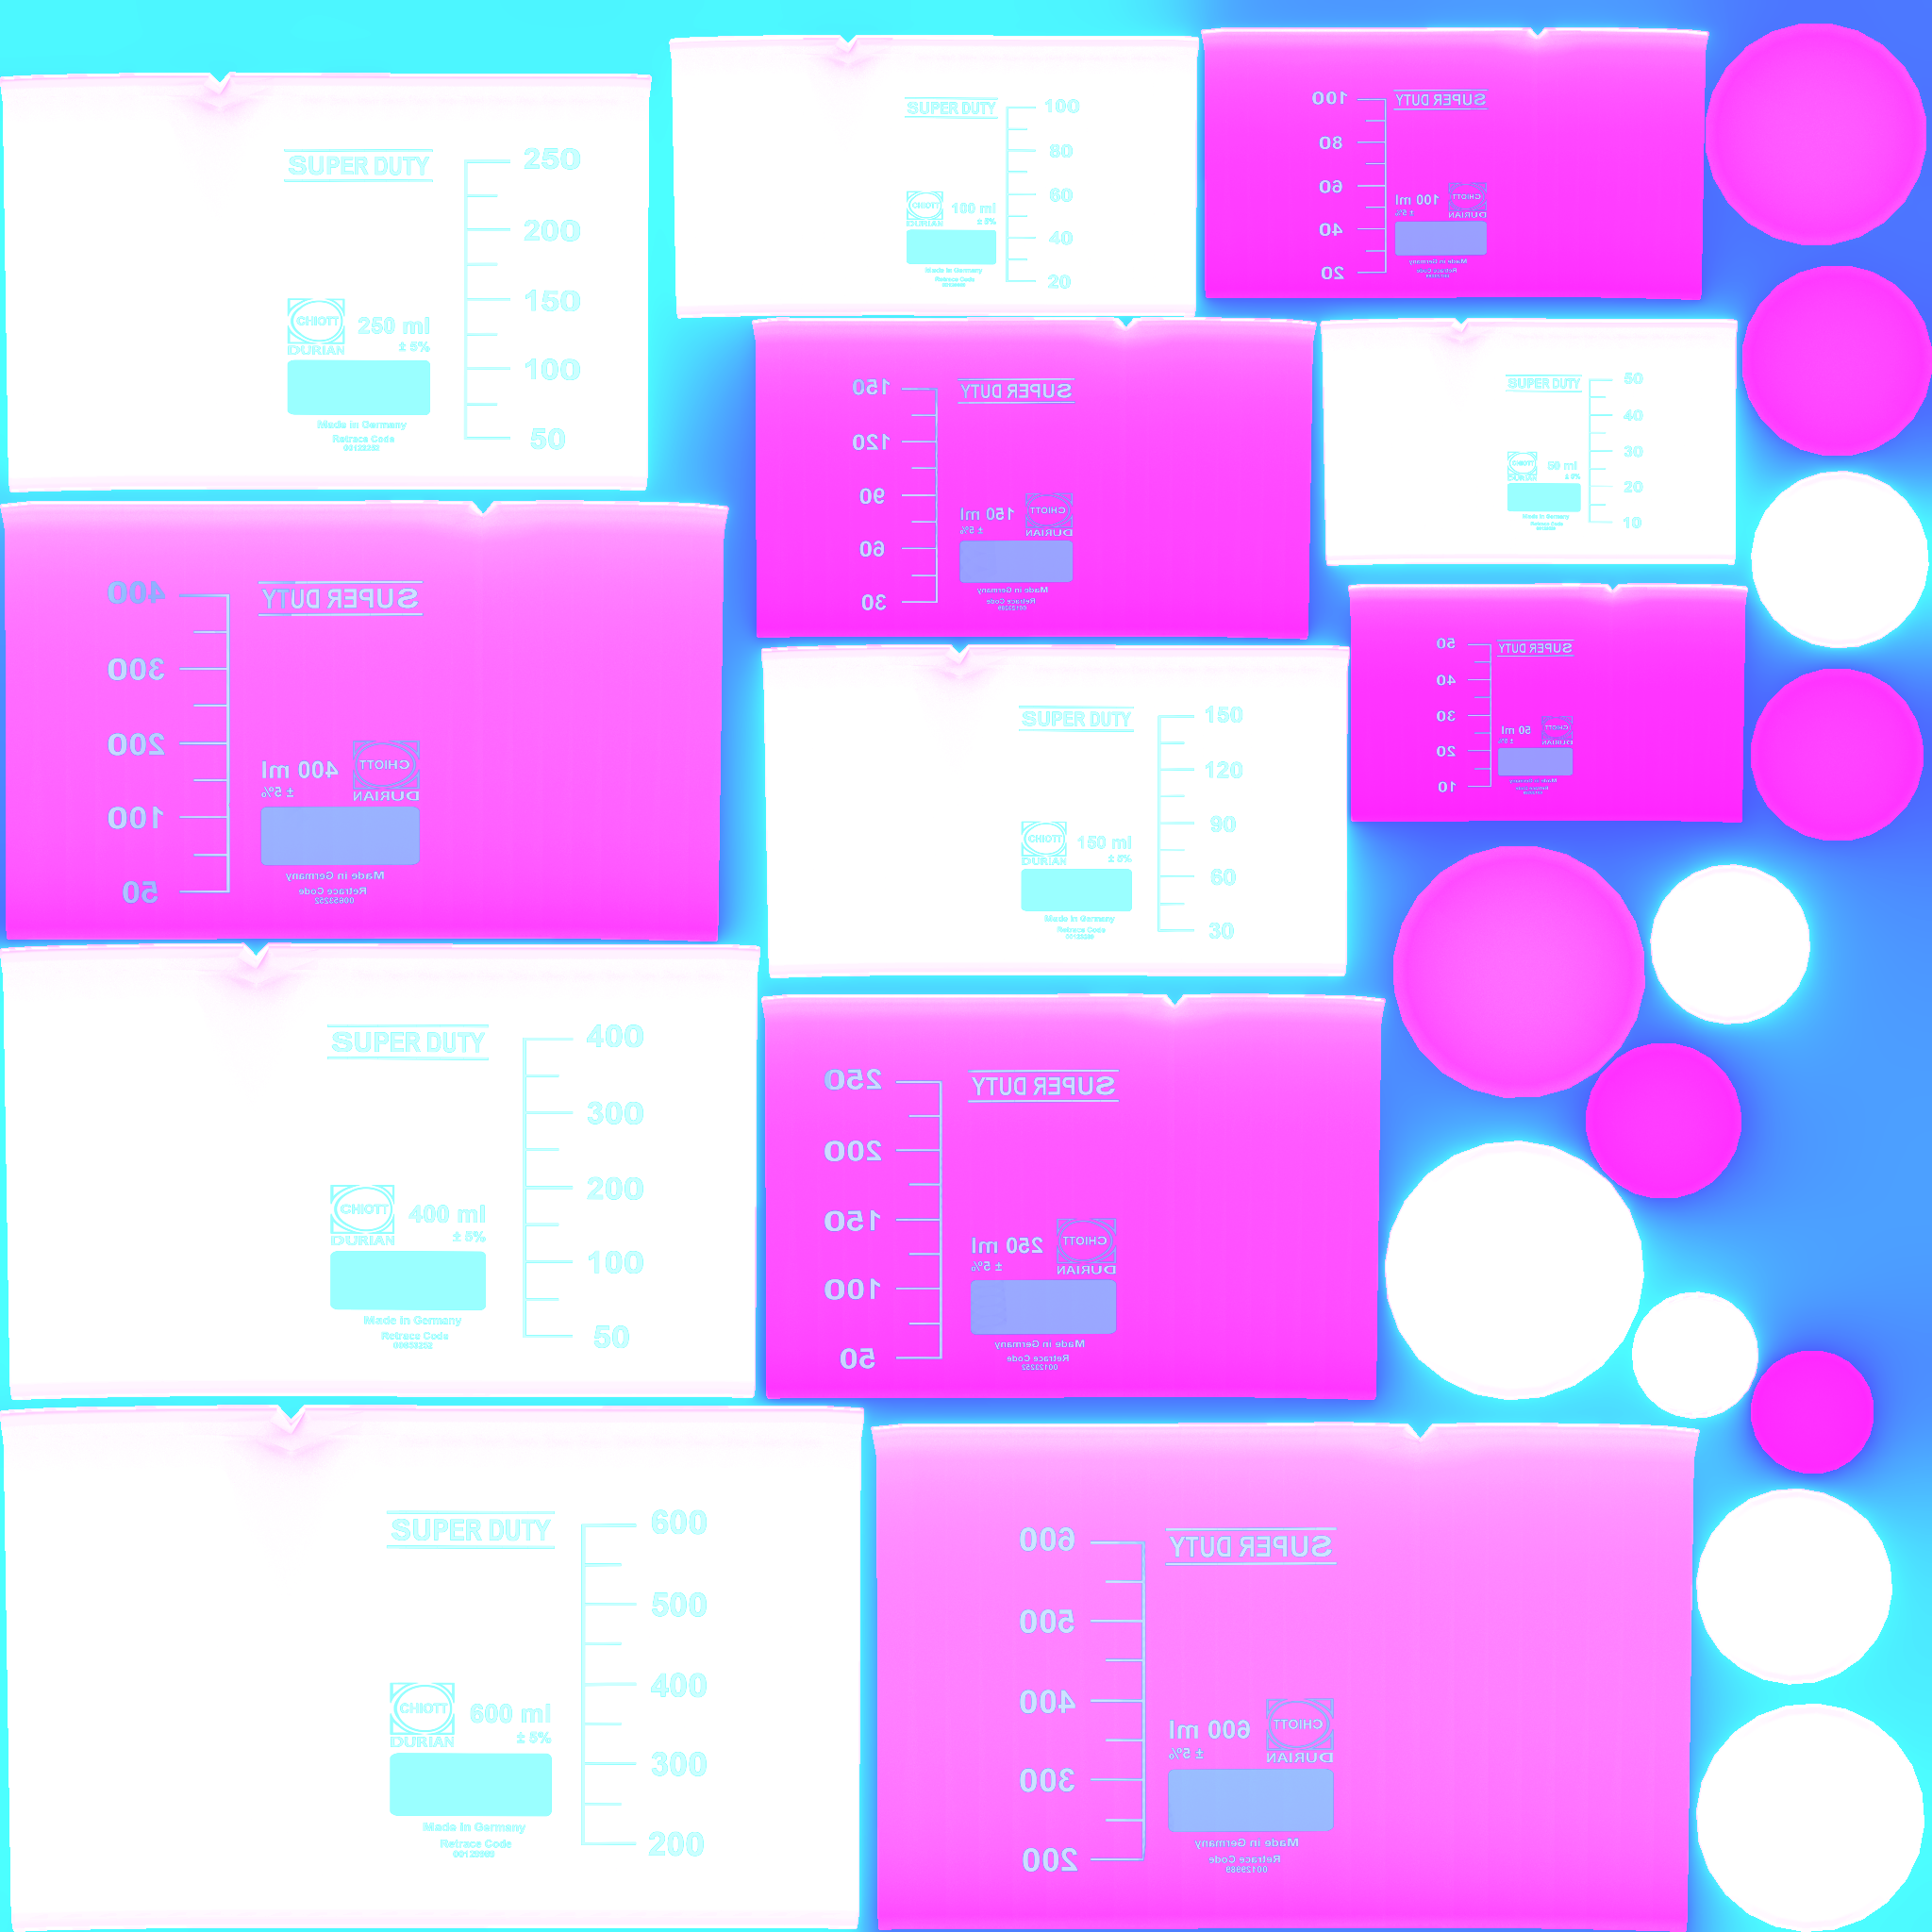 SUPER DUTY
250
200
150
100
50
CHIOTT
DURIAN
250 ml
± 5%
Made in Germany
Retrace Code
SUPER DUTY
100
80
60
40
20
CHIOTT
DURIAN
100 ml
± 5%
Made in Germany
Retrace Code
SUPER DUTY
100
80
60
40
20
CHIOTT
DURIAN
100 ml
± 5%
Made in Germany
Retrace Code
SUPER DUTY
150
120
90
60
30
CHIOTT
DURIAN
150 ml
± 5%
Made in Germany
Retrace Code
SUPER DUTY
50
40
30
20
10
CHIOTT
DURIAN
50 ml
± 5%
Made in Germany
Retrace Code
SUPER DUTY
400
300
200
100
50
CHIOTT
DURIAN
400 ml
± 5%
Made in Germany
Retrace Code
00653252
SUPER DUTY
50
40
30
20
10
CHIOTT
DURIAN
50 ml
± 5%
Made in Germany
Retrace Code
SUPER DUTY
150
120
90
60
30
CHIOTT
DURIAN
150 ml
± 5%
Made in Germany
Retrace Code
SUPER DUTY
400
300
200
100
50
CHIOTT
DURIAN
400 ml
± 5%
Made in Germany
Retrace Code
00653252
SUPER DUTY
250
200
150
100
50
CHIOTT
DURIAN
250 ml
± 5%
Made in Germany
Retrace Code
00123252
SUPER DUTY
600
500
400
300
200
CHIOTT
DURIAN
600 ml
± 5%
Made in Germany
Retrace Code
SUPER DUTY
600
500
400
300
200
CHIOTT
DURIAN
600 ml
± 5%
Made in Germany
Retrace Code
00129989